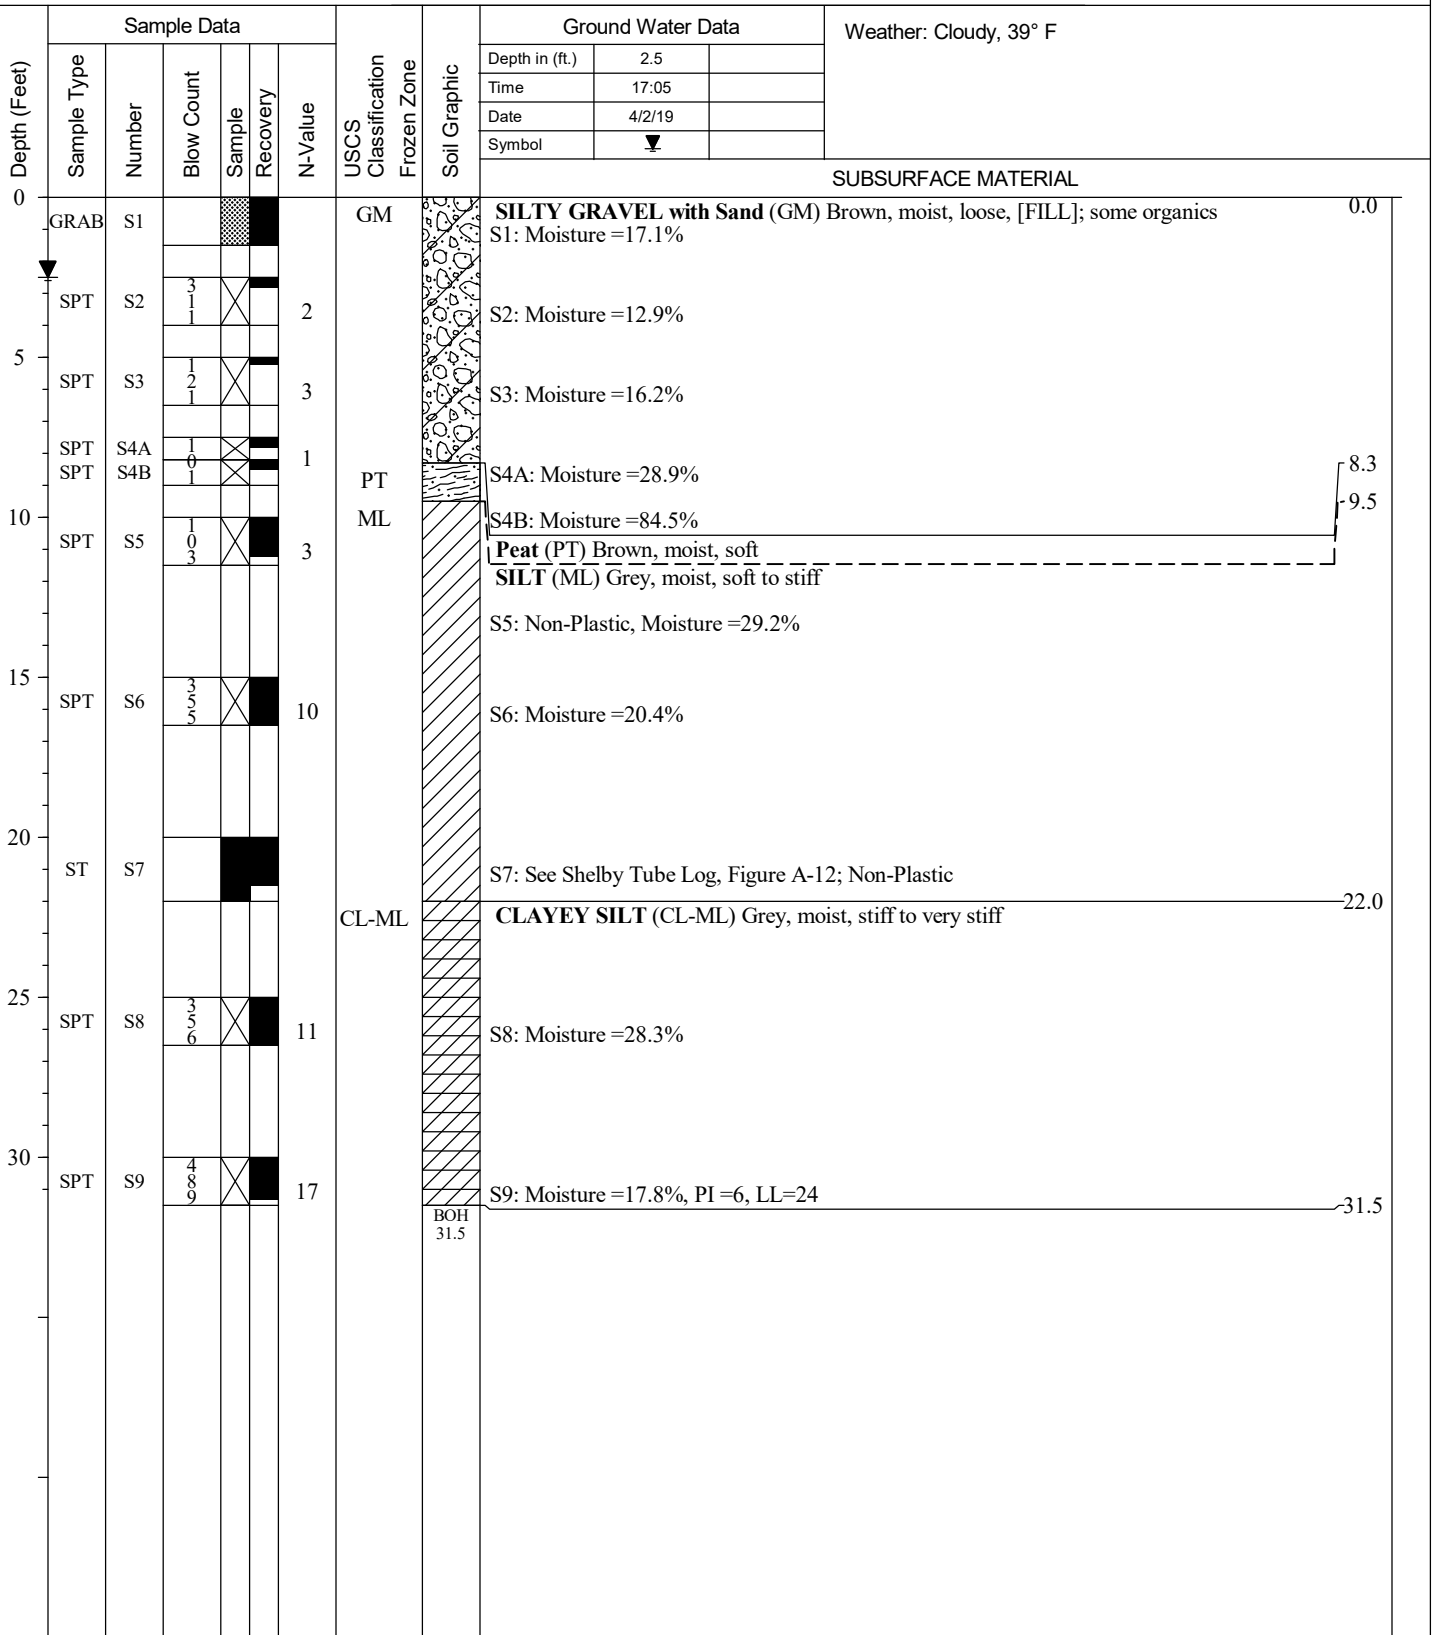 Sample Data
Ground Water Data
Weather: Cloudy, 39° F
Depth (Feet)
Sample Type
Number
Blow Count
Sample
Recovery
N-Value
USCS
Classification
Frozen Zone
Soil Graphic
Depth in (ft.) 2.5
Time 17:05
Date 4/2/19
Symbol
SUBSURFACE MATERIAL
0
GRAB S1 GM SILTY GRAVEL with Sand (GM) Brown, moist, loose, [FILL]; some organics 0.0
S1: Moisture =17.1%
3
SPT S2 1 2 S2: Moisture =12.9%
1
5
1
SPT S3 2 3 S3: Moisture =16.2%
1
SPT S4A 1 1
0
SPT S4B 1 PT S4A: Moisture =28.9% 8.3
9.5
10 ML S4B: Moisture =84.5%
1
SPT S5 0 3 Peat (PT) Brown, moist, soft
3
SILT (ML) Grey, moist, soft to stiff
S5: Non-Plastic, Moisture =29.2%
15
3
SPT S6 5 10 S6: Moisture =20.4%
5
20
ST S7 S7: See Shelby Tube Log, Figure A-12; Non-Plastic
22.0
CL-ML CLAYEY SILT (CL-ML) Grey, moist, stiff to very stiff
25
3
SPT S8 5 11 S8: Moisture =28.3%
6
30
4
SPT S9 8 17 S9: Moisture =17.8%, PI =6, LL=24
9
31.5
BOH
31.5